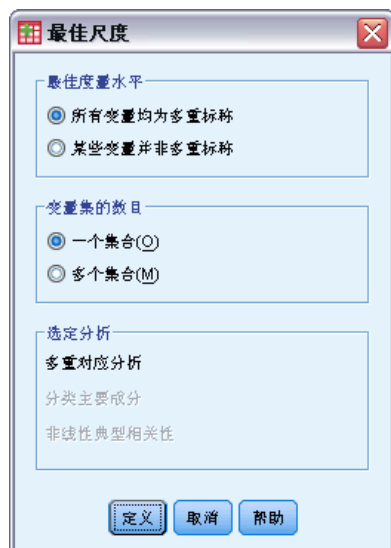 最佳尺度
最佳度量水平
所有变量均为多重标称
某些变量并非多重标称
变量集的数目
一个集合(O)
多个集合(M)
选定分析
多重对应分析
分类主要成分
非线性典型相关性
定义 取消 帮助